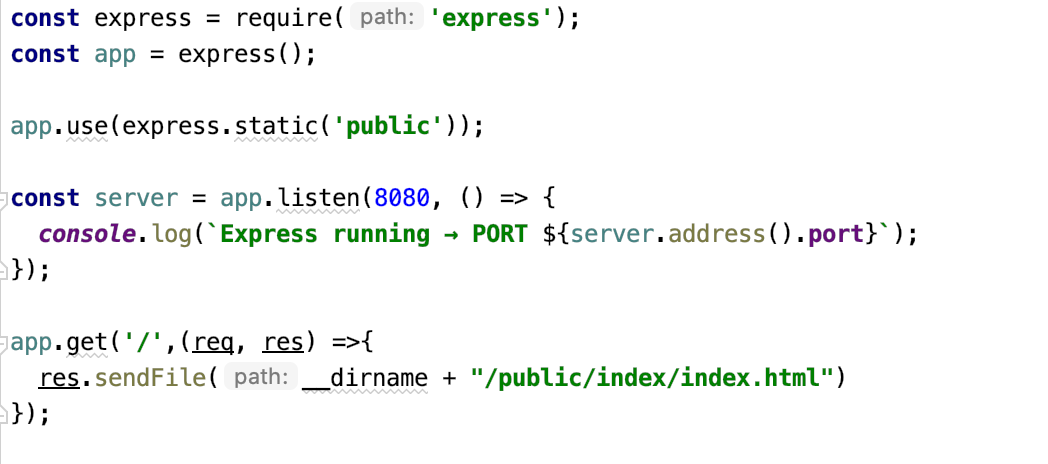 const express = require( path: 'express');
const app = express();
app.use(express.static('public'));
const server = app.listen(8080, () => {
console.log(`Express running → PORT ${server.address().port}`);
});
app.get('/',(req, res) =>{
res.sendFile( path: __dirname + "/public/index/index.html")
});